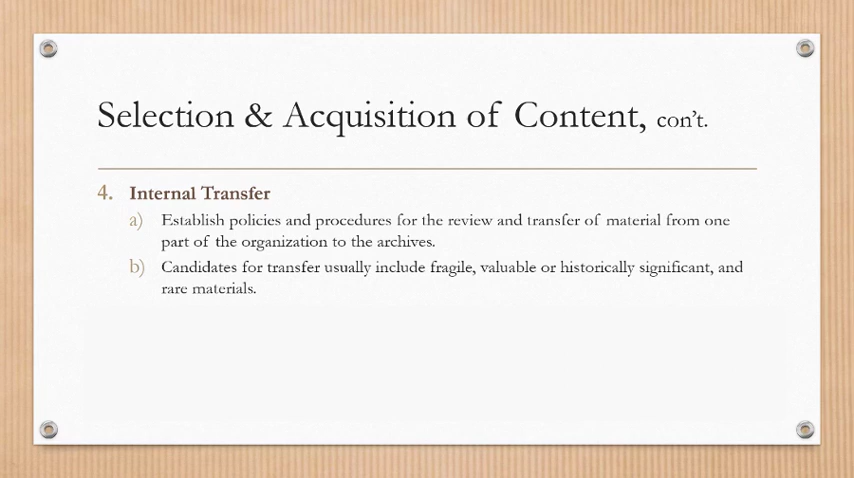 Selection & Acquisition of Content, con’t.
4. Internal Transfer
a) Establish policies and procedures for the review and transfer of material from one
part of the organization to the archives.
b) Candidates for transfer usually include fragile, valuable or historically significant, and
rare materials.